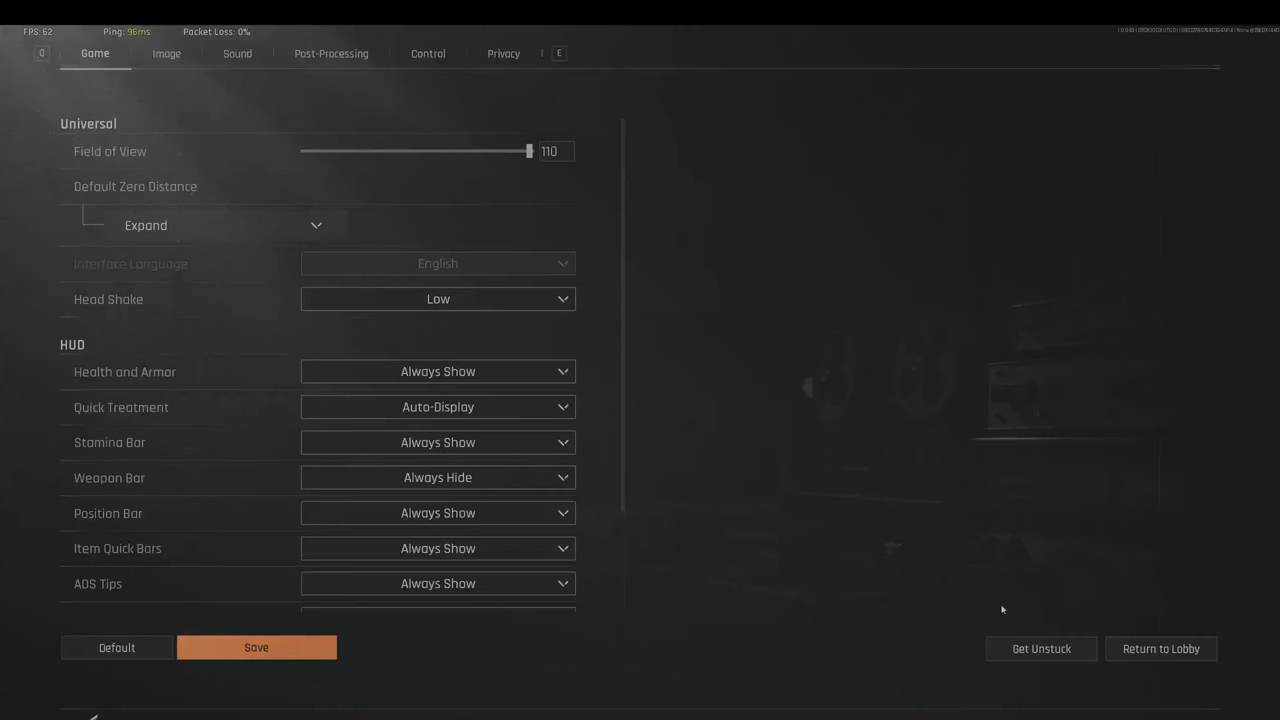 FPS: 62 Ping: 96ms Packet Loss: 0%
Q Game Image Sound Post-Processing Control Privacy E
Universal
Field of View 110
Default Zero Distance
Expand
Interface Language English
Head Shake Low
HUD
Health and Armor Always Show
Quick Treatment Auto-Display
Stamina Bar Always Show
Weapon Bar Always Hide
Position Bar Always Show
Item Quick Bars Always Show
ADS Tips Always Show
Default Save Get Unstuck Return to Lobby